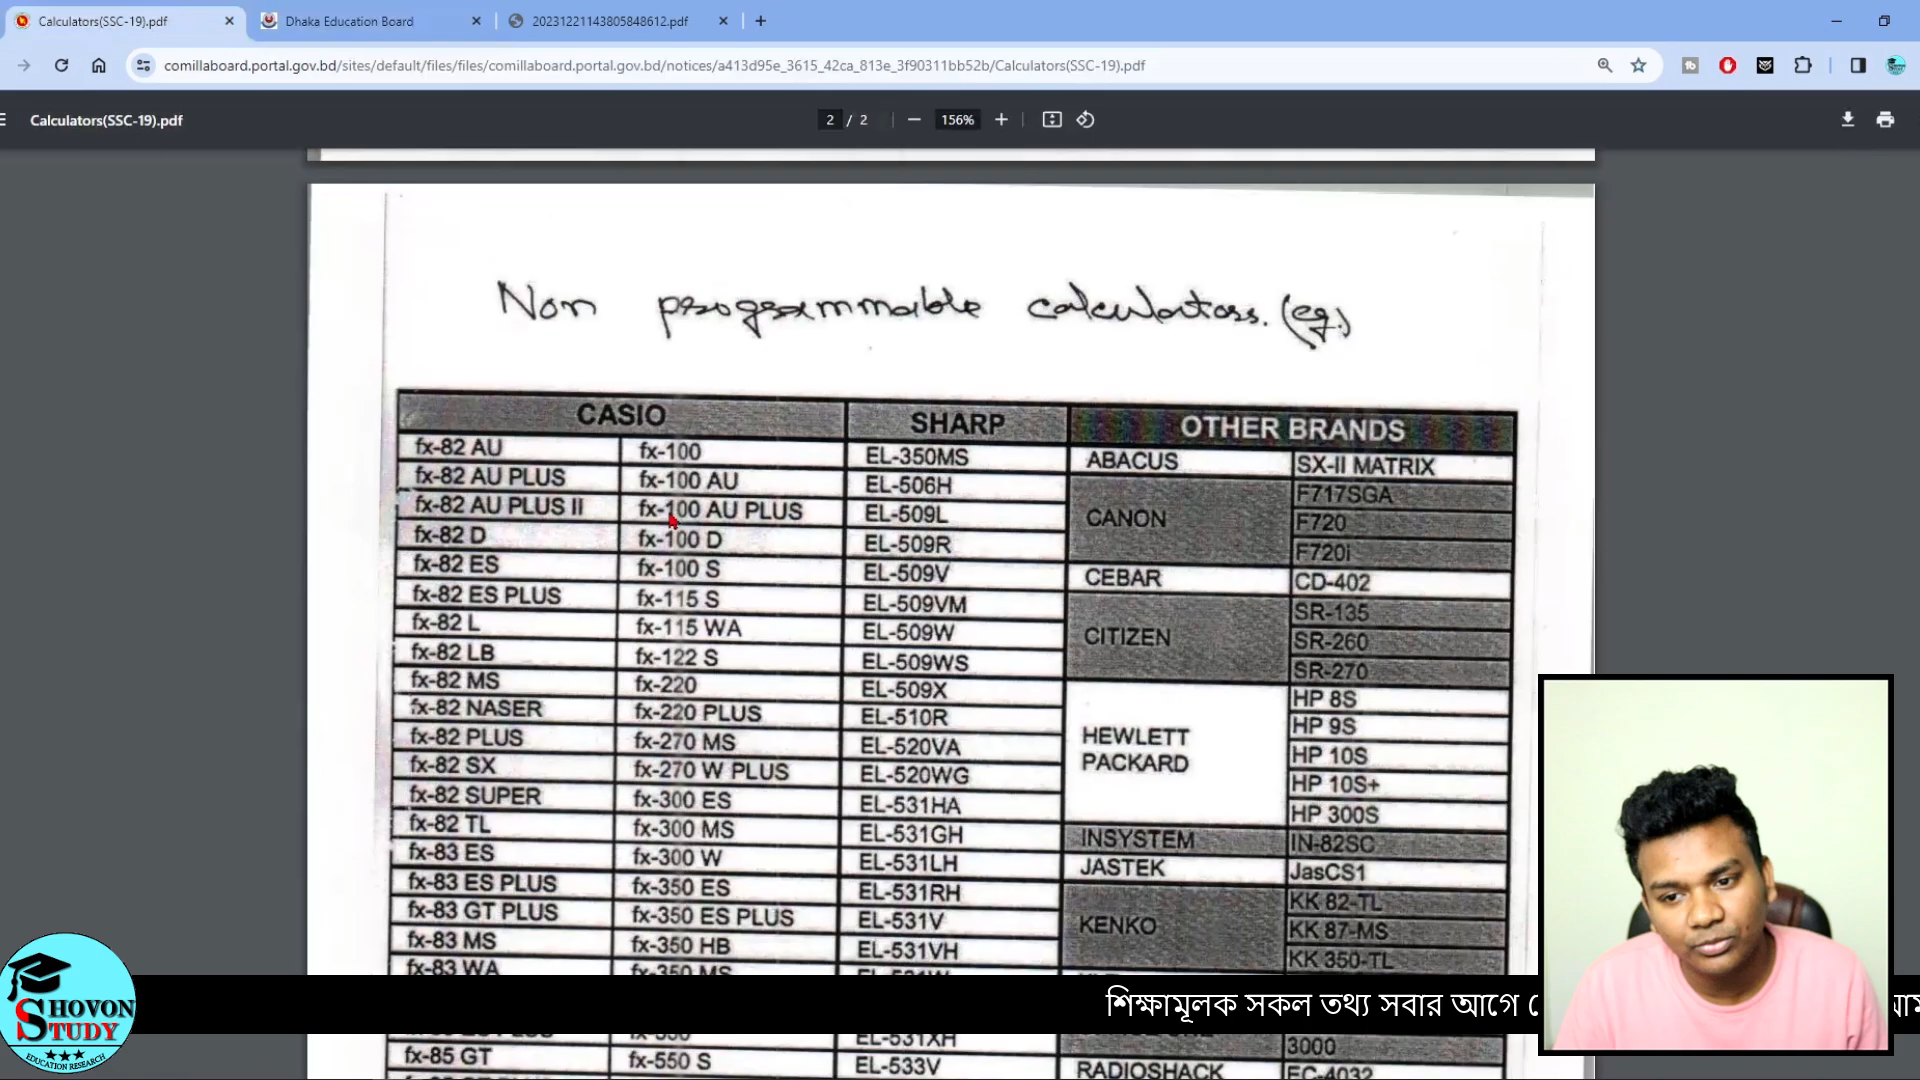 Calculators(SSC-19).pdf
Dhaka Education Board
20231221143805848612.pdf
comillaboard.portal.gov.bd/sites/default/files/files/comillaboard.portal.gov.bd/notices/a413d95e_3615_42ca_813e_3f90311bb52b/Calculators(SSC-19).pdf
Calculators(SSC-19).pdf
2 / 2
156%
Non programmable calculators. (eg.)
CASIO SHARP OTHER BRANDS
fx-82 AU fx-100 EL-350MS ABACUS SX-II MATRIX
fx-82 AU PLUS fx-100 AU EL-506H F717SGA
fx-82 AU PLUS II fx-100 AU PLUS EL-509L CANON F720
fx-82 D fx-100 D EL-509R F720i
fx-82 ES fx-100 S EL-509V CEBAR CD-402
fx-82 ES PLUS fx-115 S EL-509VM SR-135
fx-82 L fx-115 WA EL-509W CITIZEN SR-260
fx-82 LB fx-122 S EL-509WS SR-270
fx-82 MS fx-220 EL-509X HP 8S
fx-82 NASER fx-220 PLUS EL-510R HEWLETT HP 9S
fx-82 PLUS fx-270 MS EL-520VA PACKARD HP 10S
fx-82 SX fx-270 W PLUS EL-520WG HP 10S+
fx-82 SUPER fx-300 ES EL-531HA HP 300S
fx-82 TL fx-300 MS EL-531GH INSYSTEM IN-82SC
fx-83 ES fx-300 W EL-531LH JASTEK JasCS1
fx-83 ES PLUS fx-350 ES EL-531RH KK 82-TL
fx-83 GT PLUS fx-350 ES PLUS EL-531V KENKO KK 87-MS
fx-83 MS fx-350 HB EL-531VH KK 350-TL
fx-83 WA fx-350 MS
EL-531XH 3000
fx-85 GT fx-550 S EL-533V RADIOSHACK EC-4032
শিক্ষামূলক সকল তথ্য সবার আগে
SHOVON
STUDY
EDUCATION RESEARCH